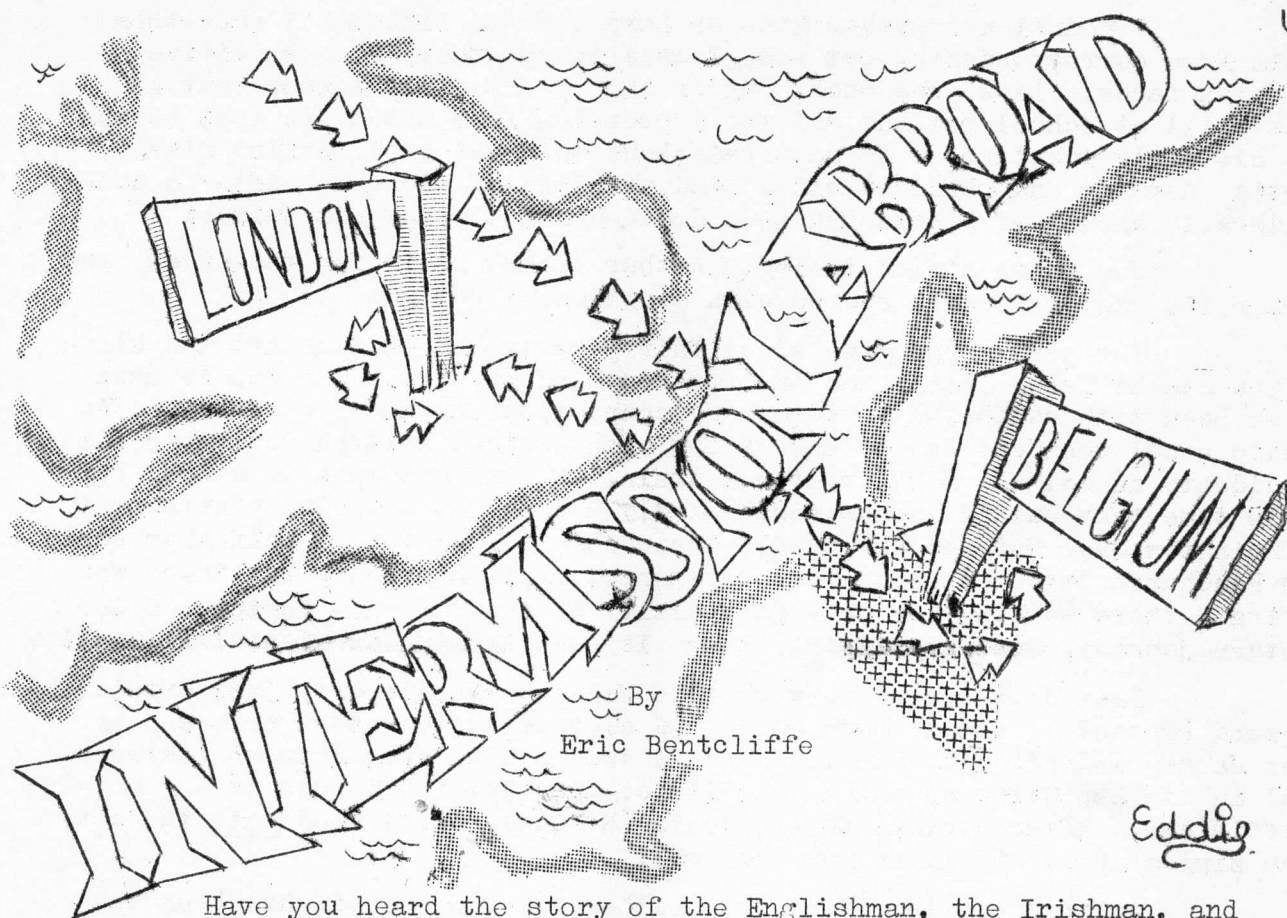 LONDON
INTERMISSION ABROAD
BELGIUM
By
Eric Bentcliffe
Eddie
Have you heard the story of the Englishman, the Irishman, and